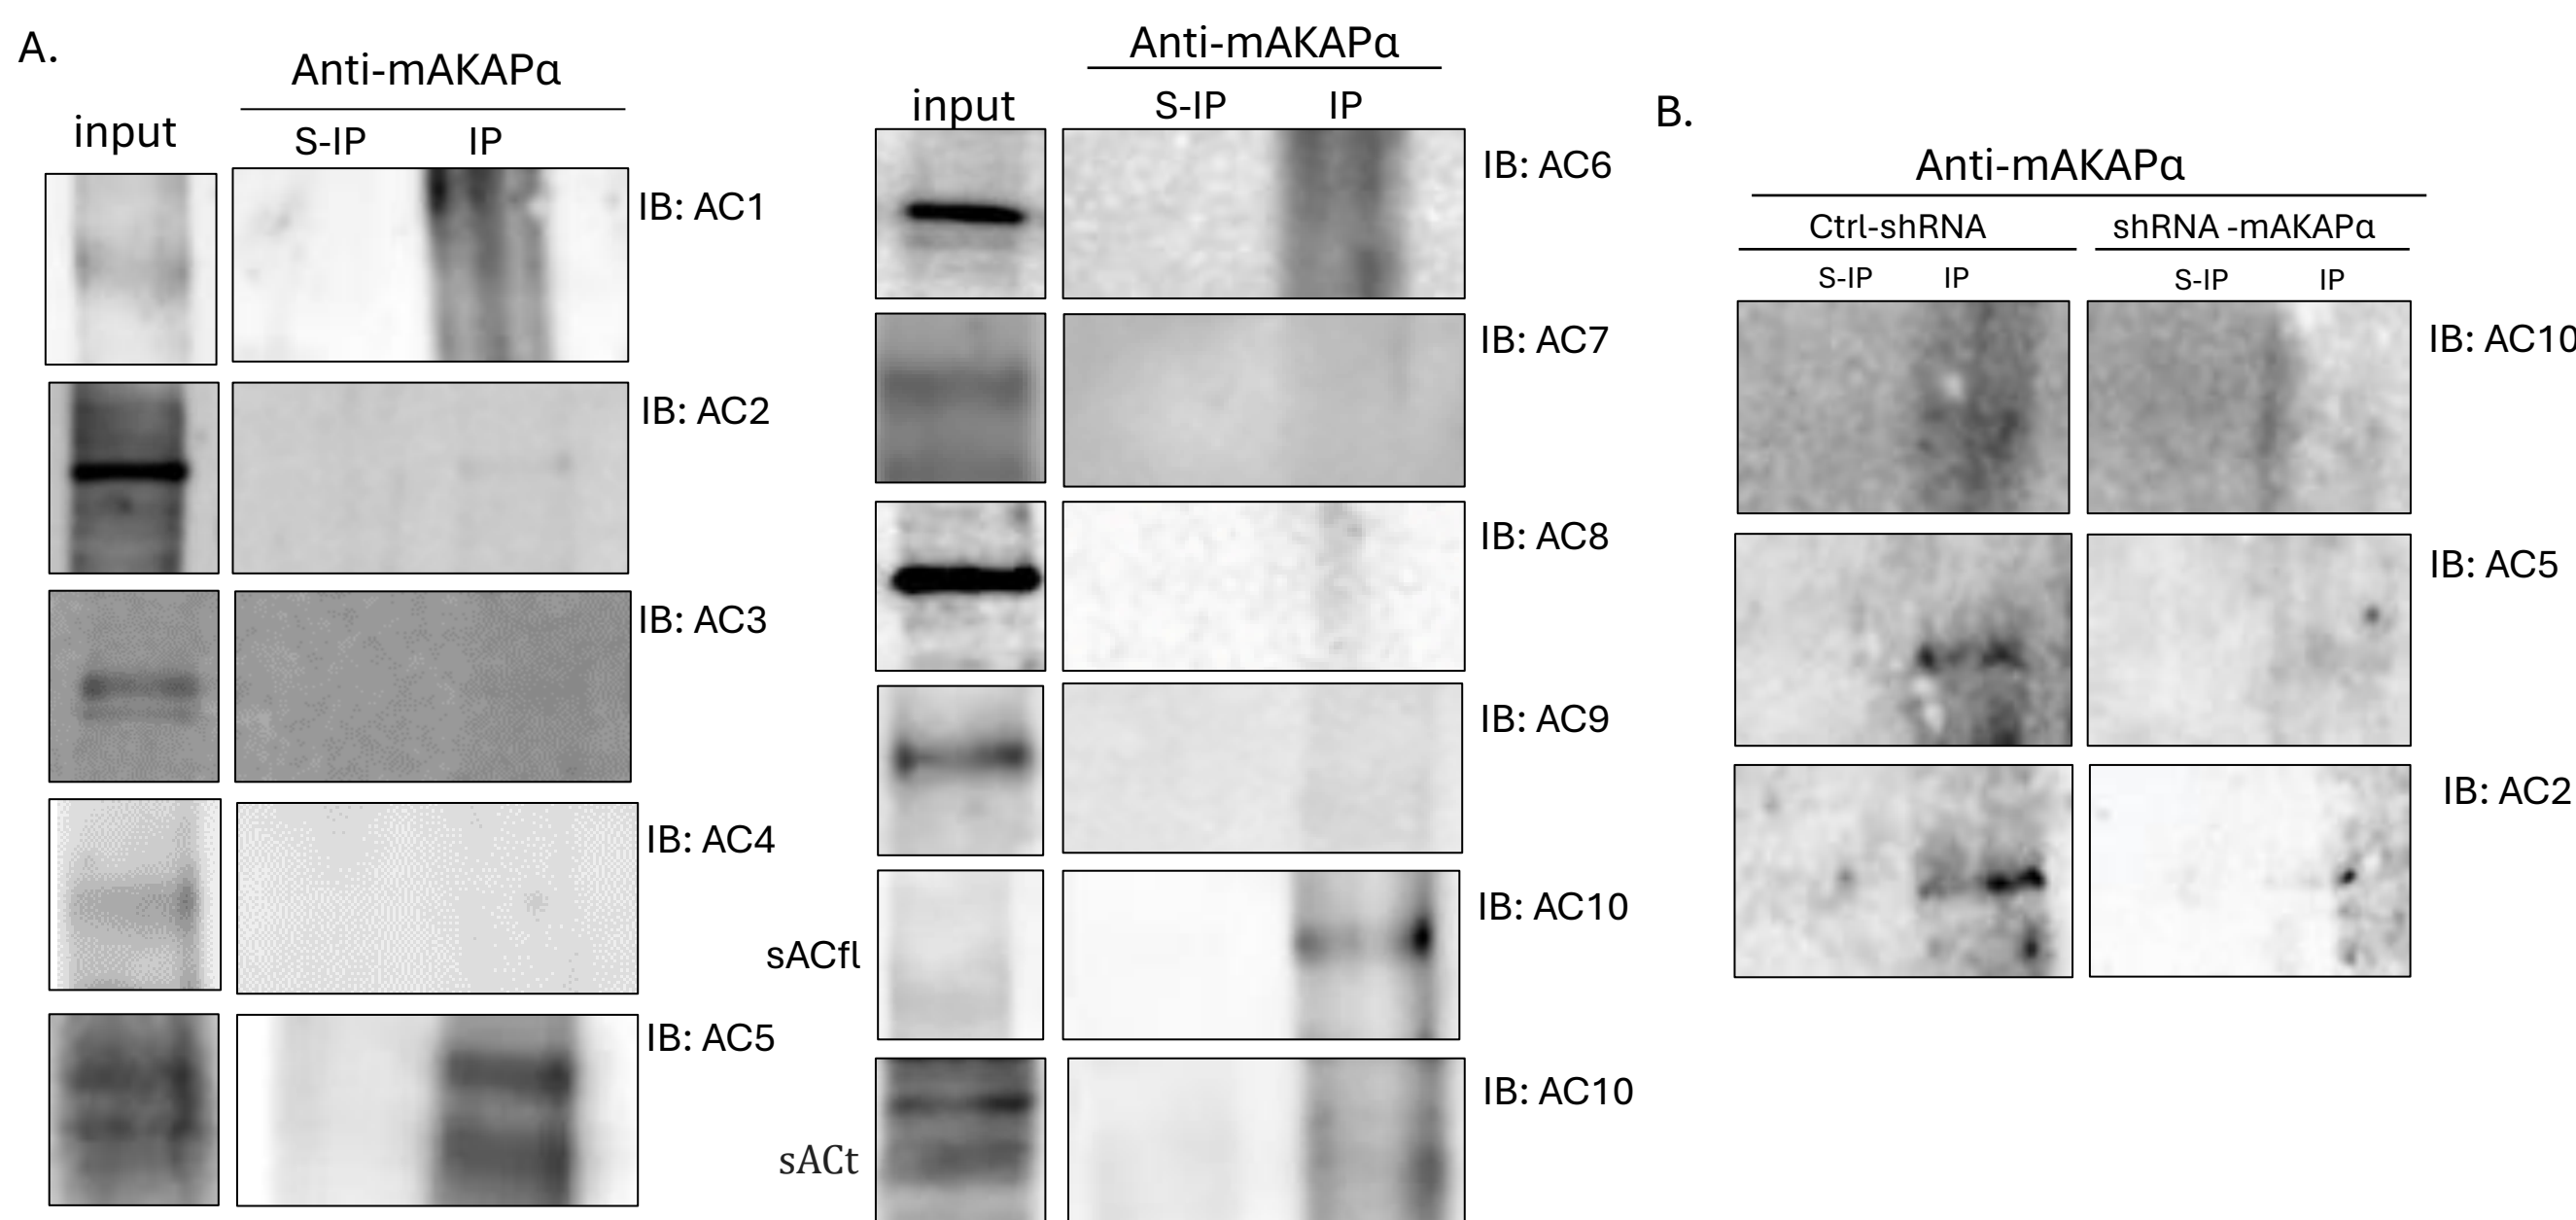 A.
Anti-mAKAPα
input
S-IP IP
IB: AC1
IB: AC2
IB: AC3
IB: AC4
IB: AC5
Anti-mAKAPα
input
S-IP IP
IB: AC6
IB: AC7
IB: AC8
IB: AC9
sACfl
IB: AC10
sACt
IB: AC10
B.
Anti-mAKAPα
Ctrl-shRNA shRNA -mAKAPα
S-IP IP S-IP IP
IB: AC10
IB: AC5
IB: AC2